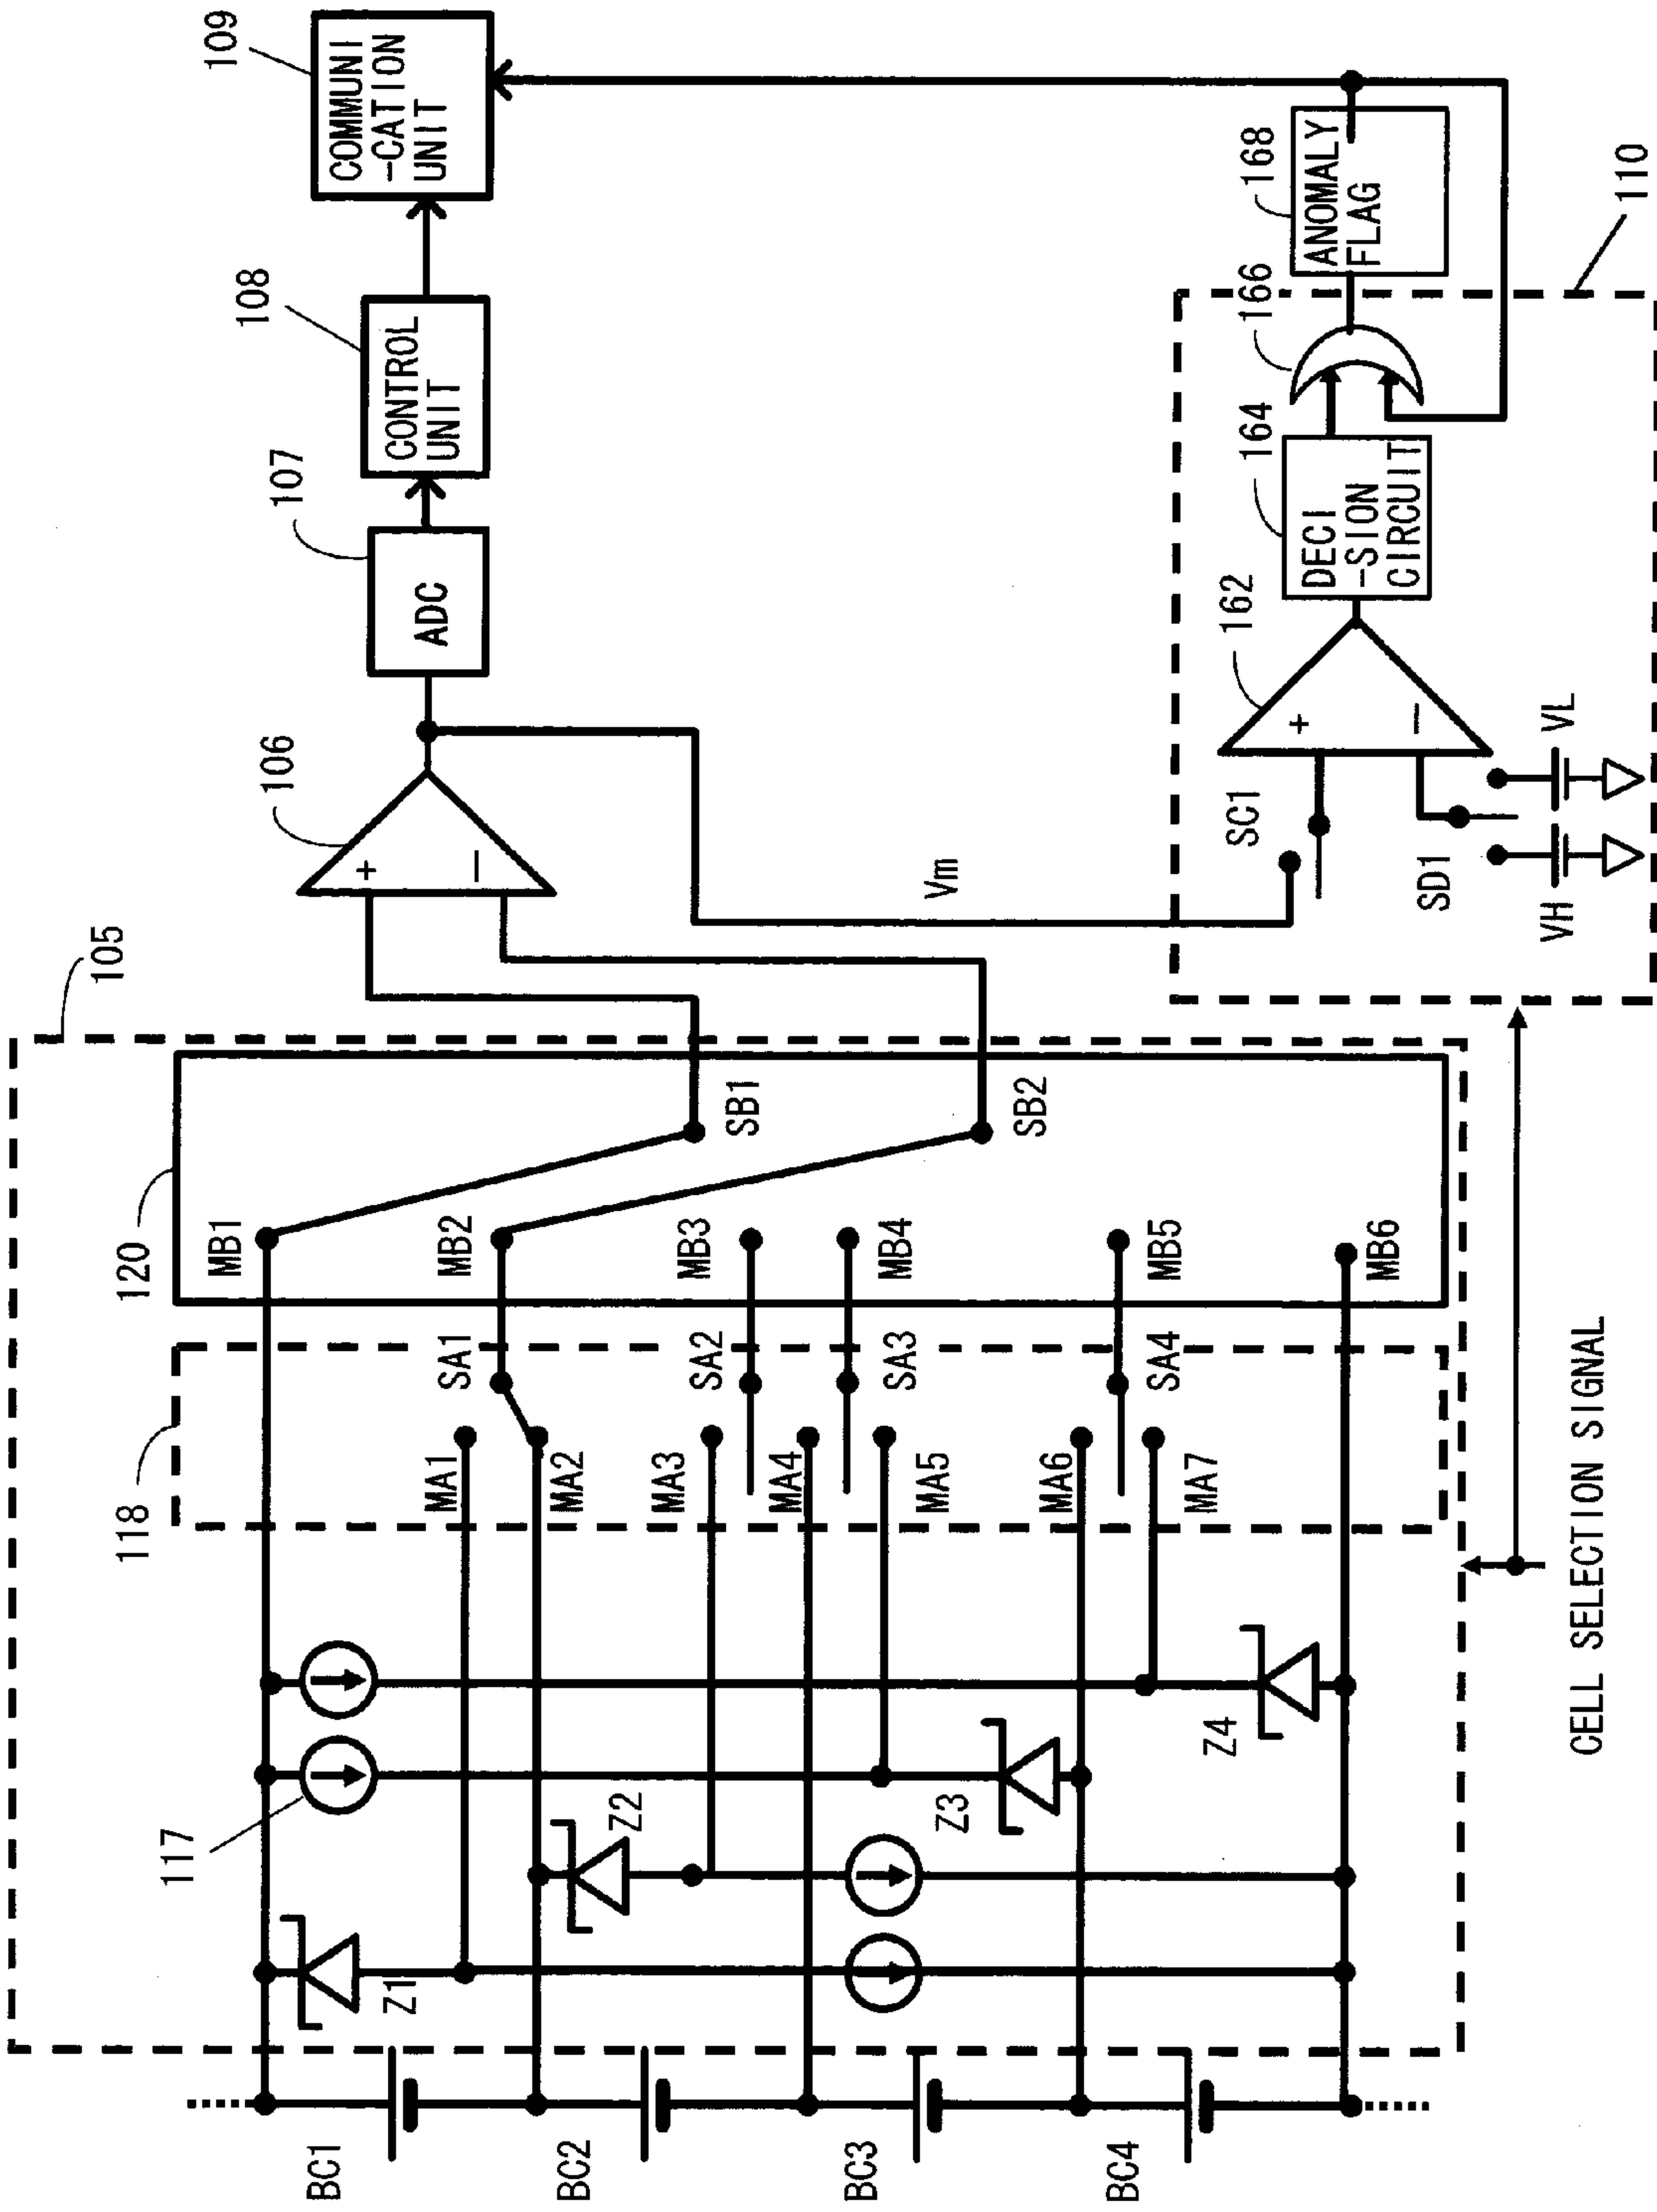 105
120
118
117
MB1
MB2
MB3
MB4
MB5
MB6
SB1
SB2
SA1
SA2
SA3
SA4
MA1
MA2
MA3
MA4
MA5
MA6
MA7
Z1
Z2
Z3
Z4
BC1
BC2
BC3
BC4
CELL SELECTION SIGNAL
106
+
−
Vm
107
ADC
108
CONTROL
UNIT
109
COMMUNI
-CATION
UNIT
110
SC1
SD1
VH
VL
162
+
−
164
DECI
-SION
CIRCUIT
166
168
ANOMALY
FLAG